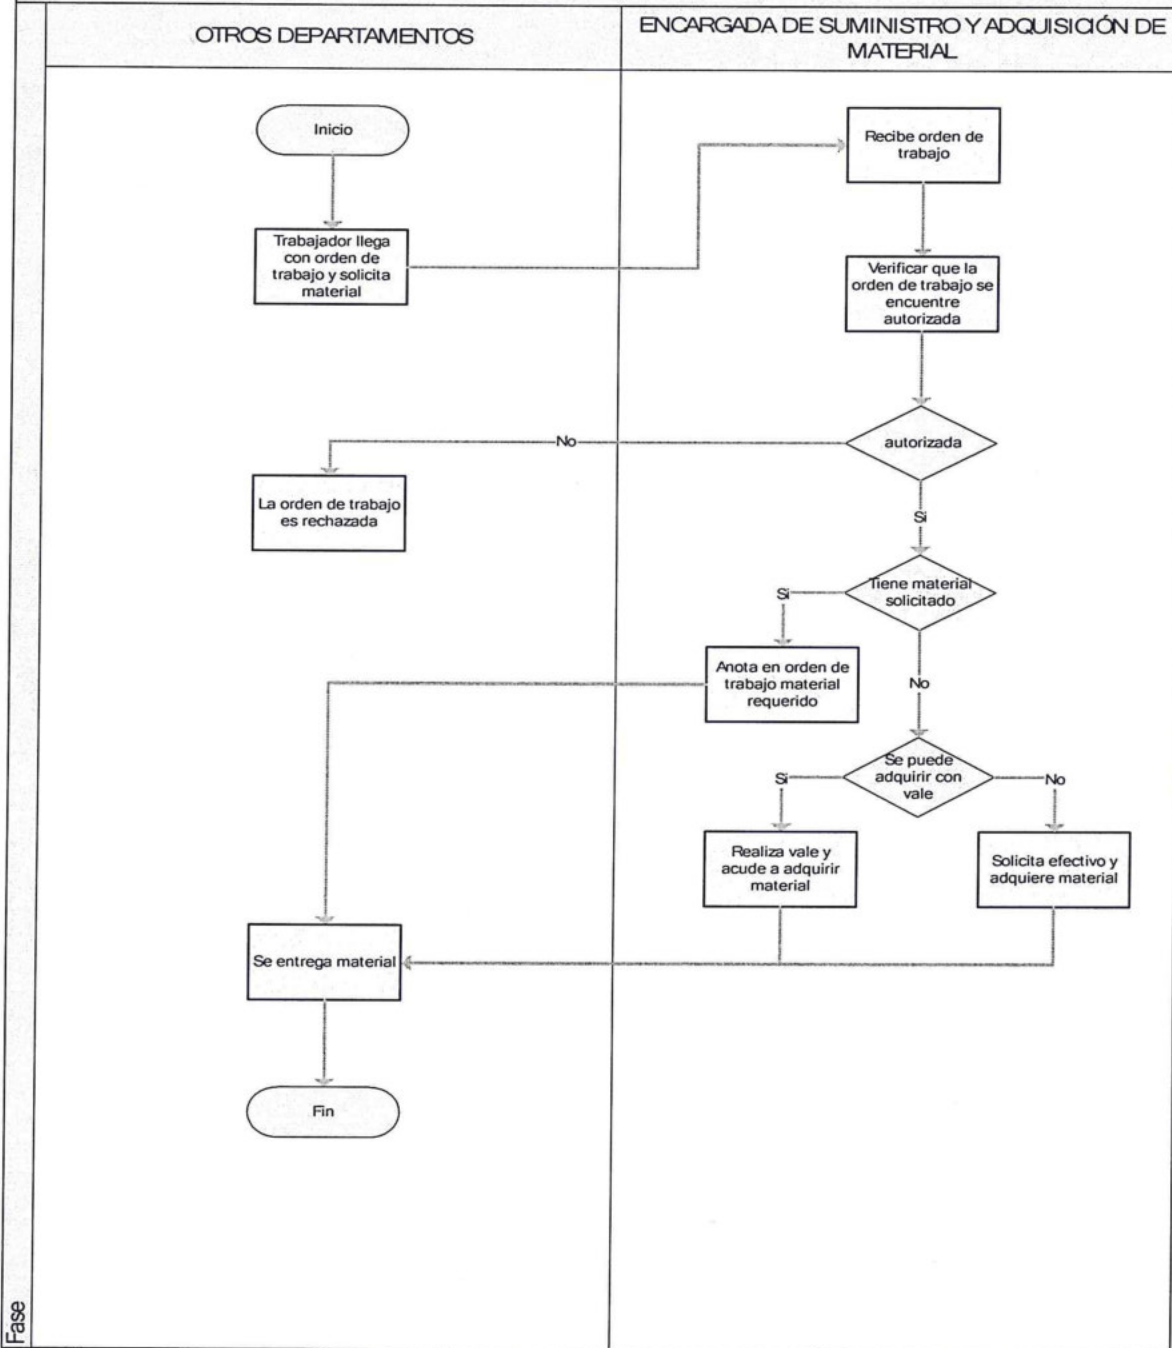 OTROS DEPARTAMENTOS
ENCARGADA DE SUMINISTRO Y ADQUISICIÓN DE
MATERIAL
Inicio
Recibe orden de
trabajo
Trabajador llega
con orden de
trabajo y solicita
material
Verificar que la
orden de trabajo se
encuentre
autorizada
autorizada
No
La orden de trabajo
es rechazada
Si
Tiene material
solicitado
Si
Anota en orden de
trabajo material
requerido
No
Se puede
adquirir con
vale
Si
No
Realiza vale y
acude a adquirir
material
Solicita efectivo y
adquiere material
Se entrega material
Fin
Fase